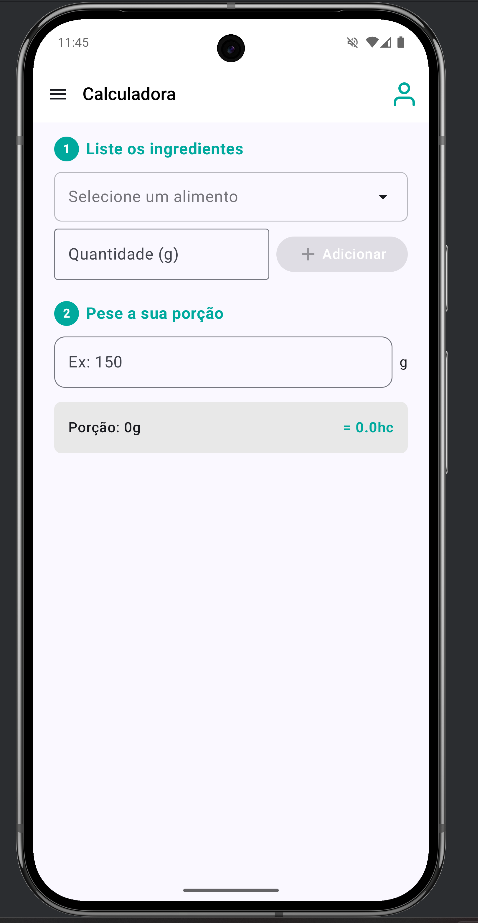 11:45
Calculadora
1 Liste os ingredientes
Selecione um alimento
Quantidade (g)
+ Adicionar
2 Pese a sua porção
Ex: 150
g
Porção: 0g
= 0.0hc